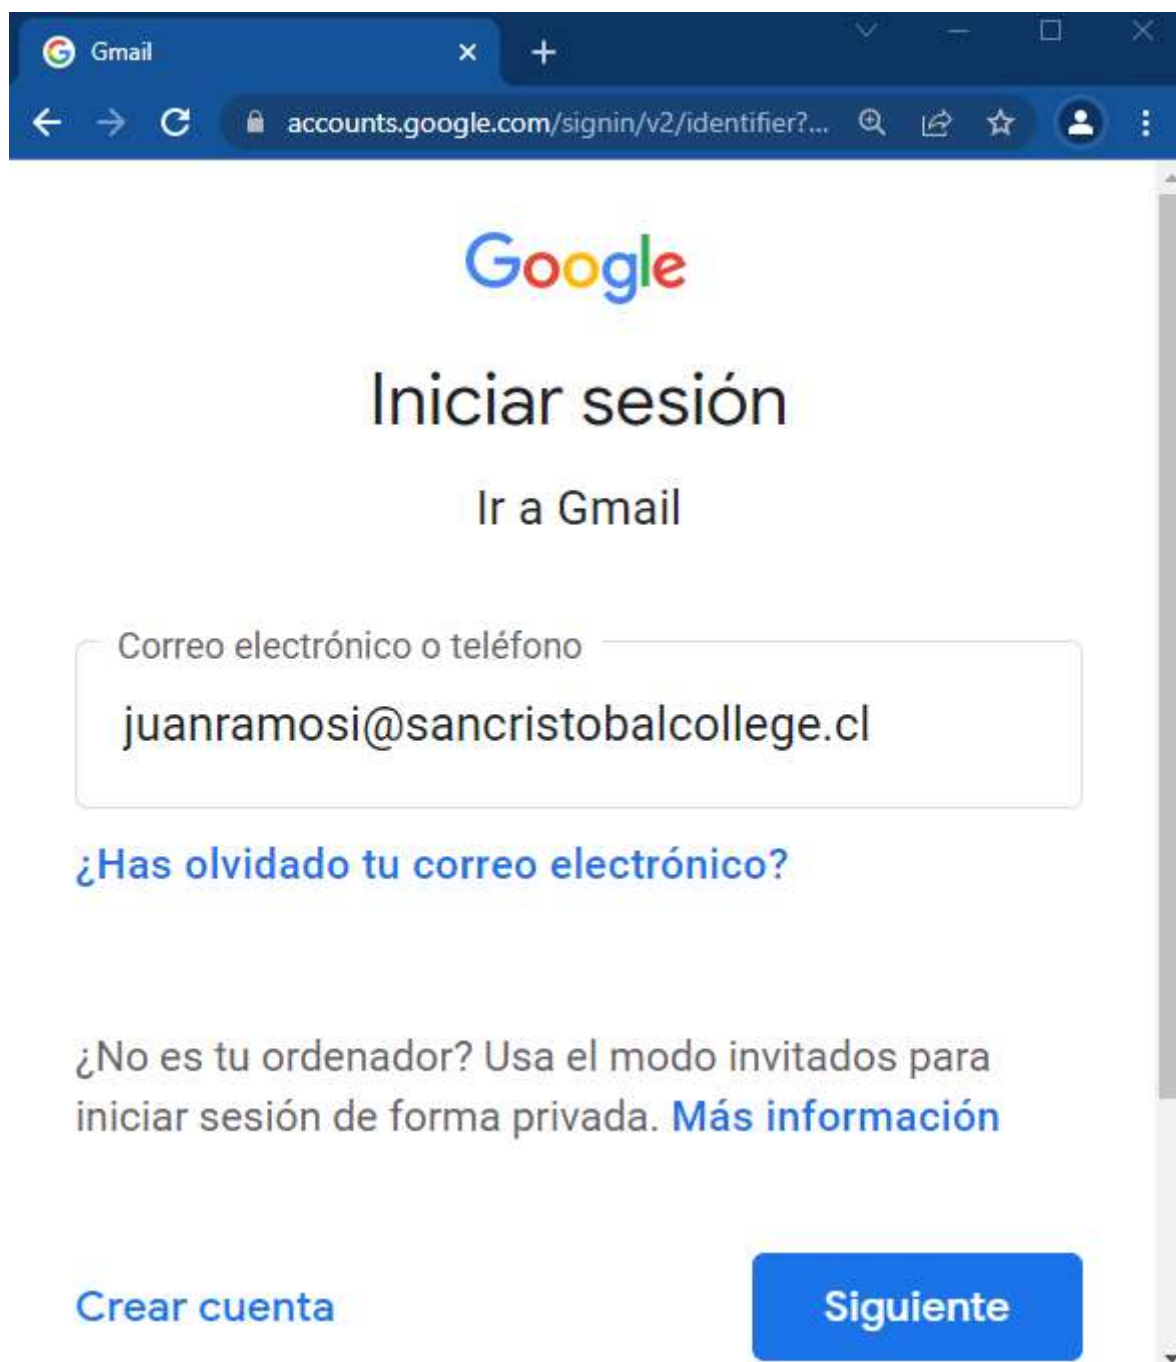 Gmail
accounts.google.com/signin/v2/identifier?...
Google
Iniciar sesión
Ir a Gmail
Correo electrónico o teléfono
juanramosi@sancristobalcollege.cl
¿Has olvidado tu correo electrónico?
¿No es tu ordenador? Usa el modo invitados para
iniciar sesión de forma privada. Más información
Crear cuenta Siguiente